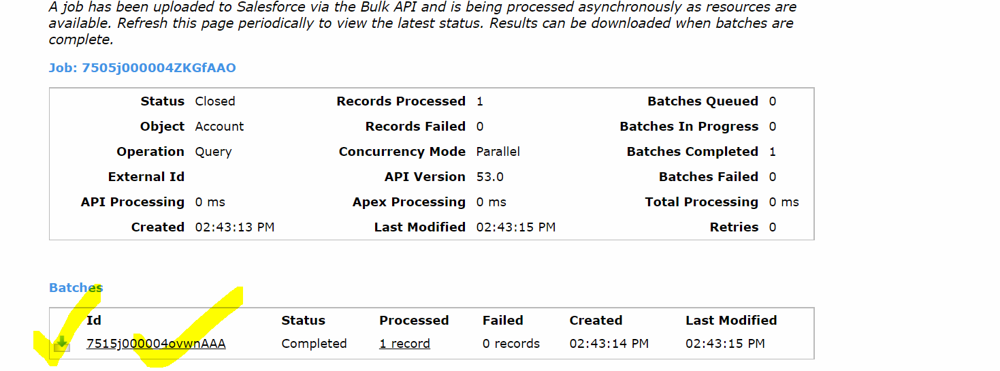 A job has been uploaded to Salesforce via the Bulk API and is being processed asynchronously as resources are
available. Refresh this page periodically to view the latest status. Results can be downloaded when batches are
complete.
Job: 7505j000004ZKGfAAO
Status Closed Records Processed 1 Batches Queued 0
Object Account Records Failed 0 Batches In Progress 0
Operation Query Concurrency Mode Parallel Batches Completed 1
External Id API Version 53.0 Batches Failed 0
API Processing 0 ms Apex Processing 0 ms Total Processing 0 ms
Created 02:43:13 PM Last Modified 02:43:15 PM Retries 0
Batches
Id Status Processed Failed Created Last Modified
7515j000004ovwnAAA Completed 1 record 0 records 02:43:14 PM 02:43:15 PM